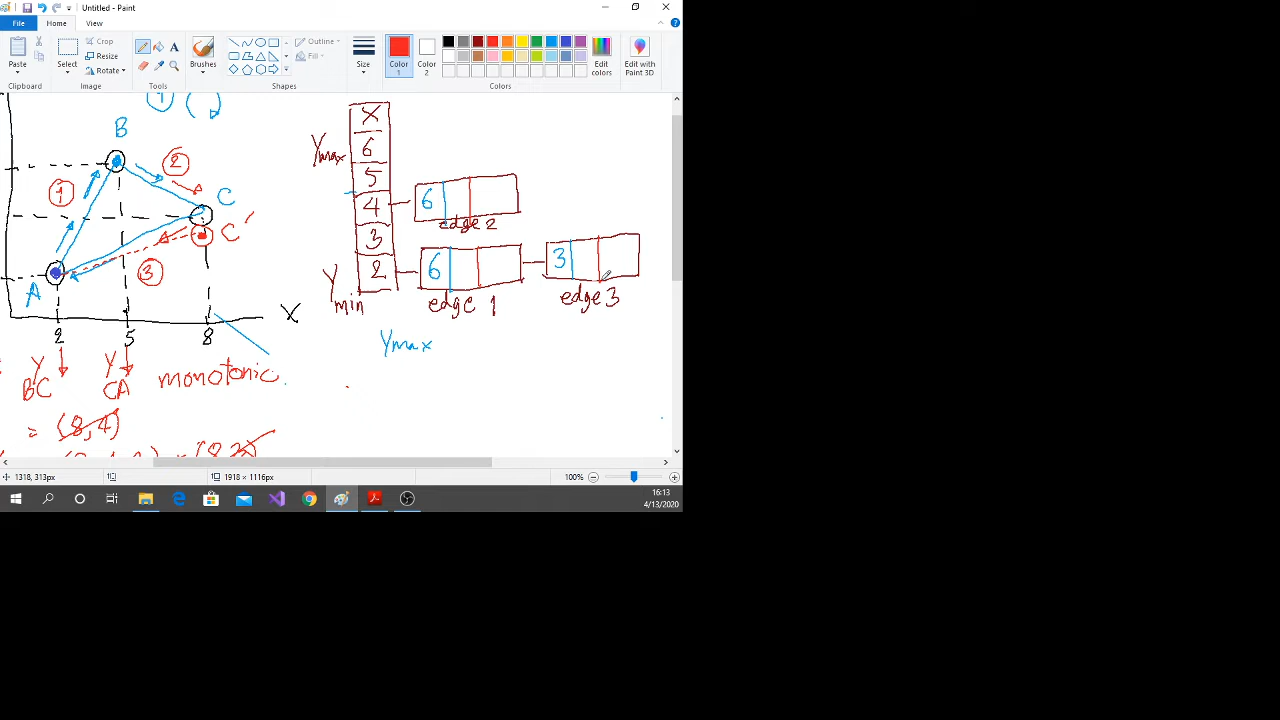 Untitled - Paint
File
Home
View
Paste
Clipboard
Select
Crop
Resize
Rotate
Image
Tools
Brushes
Shapes
Outline
Fill
Size
Color 1
Color 2
Edit colors
Edit with Paint 3D
Colors
1
B
2
C
C'
1
3
A
X
2
5
8
Y
Y
BC
CA
monotonic
= (8,4)
X
Ymax
6
5
4
6
edge 2
3
2
6
3
Y min
edge 1
edge 3
Ymax
1318, 313px
1918 × 1116px
100%
16:13
4/13/2020